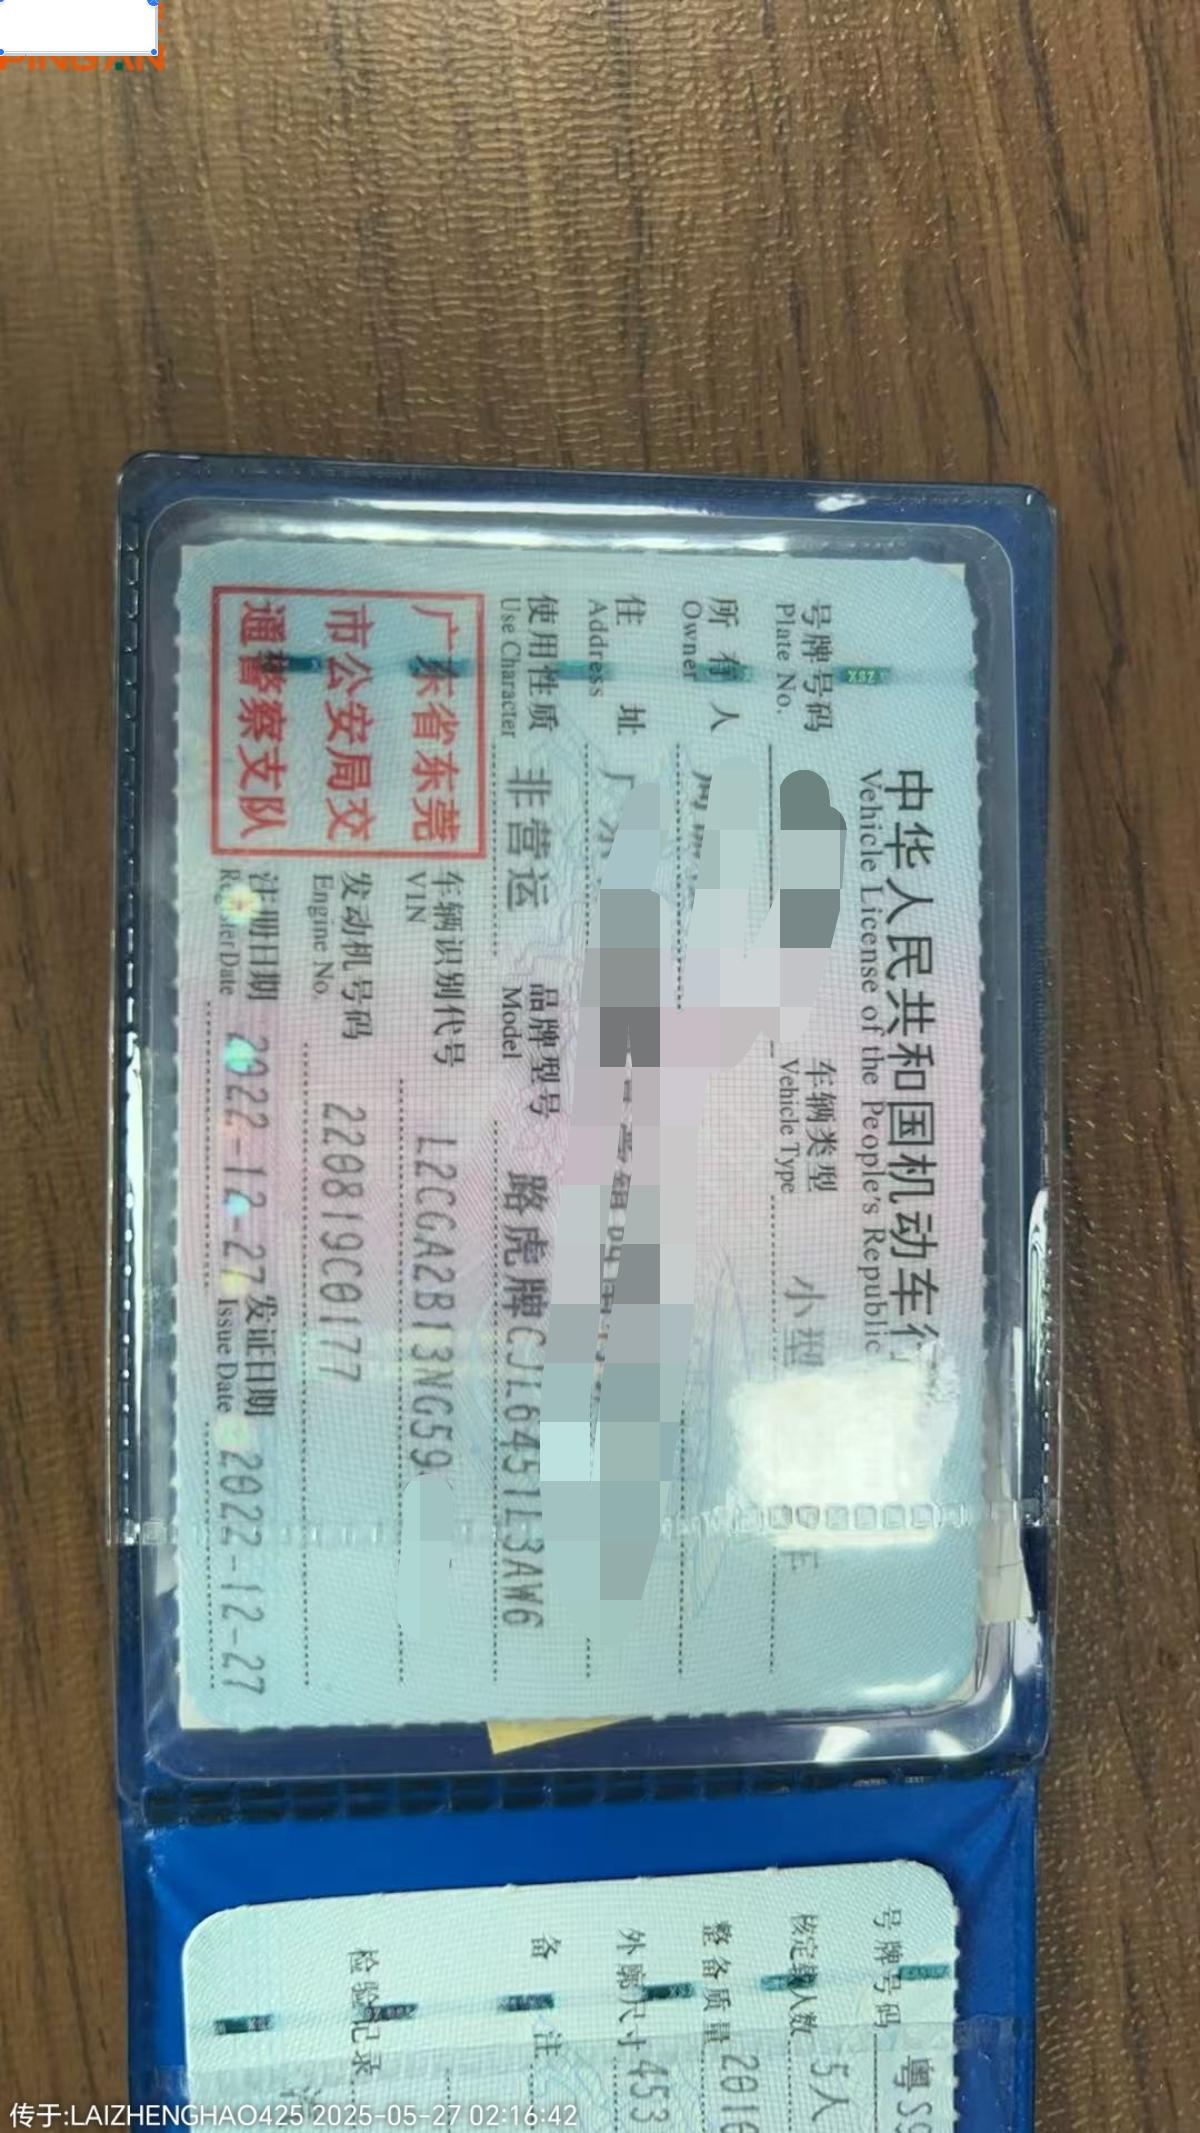 PING AN
中华人民共和国机动车行
Vehicle License of the People's Republic
号牌号码
Plate No.
车辆类型 小型
Vehicle Type
所有人
Owner
住址
Address
使用性质 非营运 品牌型号 路虎牌CJL6451L3AW6
Use Character Model
广东省东莞
市公安局交
通警察支队
车辆识别代号 L2CGA2B13NG59
VIN
发动机号码 220819C0177
Engine No.
注册日期 2022-12-27 发证日期 2022-12-27
Register Date Issue Date
号牌号码 粤S9
核定载人数 5人
整备质量 2016
外廓尺寸 453
备注
检验记录
传于:LAIZHENGHAO425 2025-05-27 02:16:42